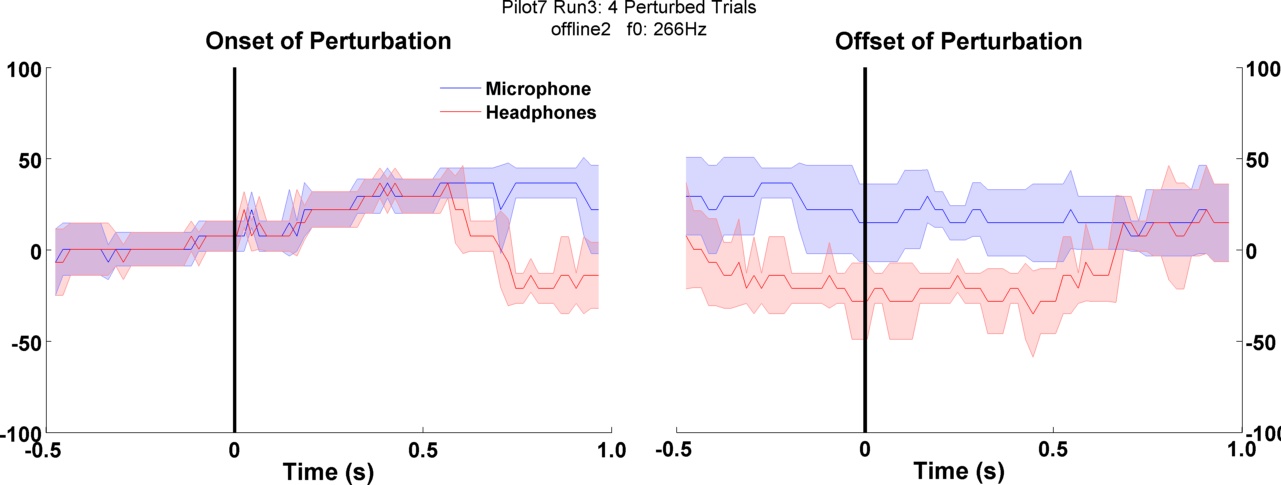 Pilot7 Run3: 4 Perturbed Trials
offline2 f0: 266Hz
Onset of Perturbation
100
50
0
-50
-100
-0.5
0
0.5
1.0
Time (s)
Microphone
Headphones
Offset of Perturbation
100
50
0
-50
-100
-0.5
0
0.5
1.0
Time (s)